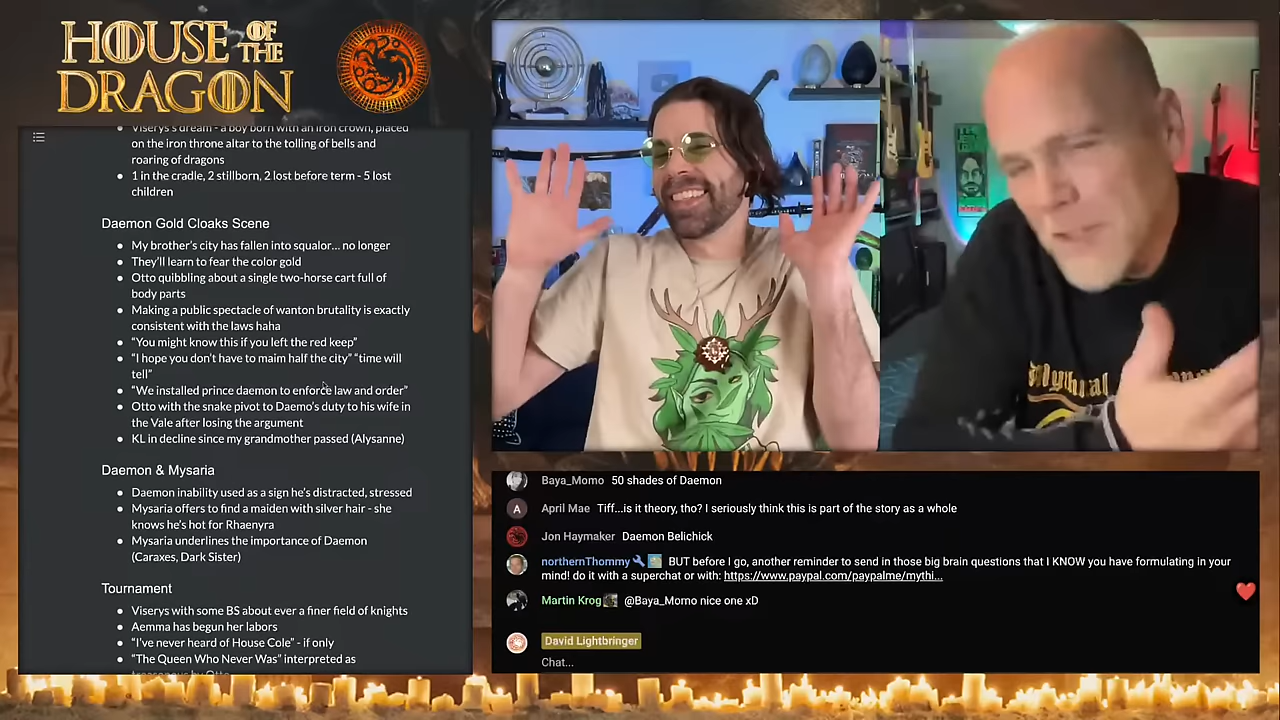 HOUSE OF THE
DRAGON
Viserys's dream - a boy born with an iron crown, placed
on the iron throne altar to the tolling of bells and
roaring of dragons
1 in the cradle, 2 stillborn, 2 lost before term - 5 lost
children
Daemon Gold Cloaks Scene
My brother's city has fallen into squalor... no longer
They'll learn to fear the color gold
Otto quibbling about a single two-horse cart full of
body parts
Making a public spectacle of wanton brutality is exactly
consistent with the laws haha
“You might know this if you left the red keep”
“I hope you don't have to maim half the city” “time will
tell”
“We installed prince daemon to enforce law and order”
Otto with the snake pivot to Daemo's duty to his wife in
the Vale after losing the argument
KL in decline since my grandmother passed (Alysanne)
Daemon & Mysaria
Daemon inability used as a sign he's distracted, stressed
Mysaria offers to find a maiden with silver hair - she
knows he's hot for Rhaenyra
Mysaria underlines the importance of Daemon
(Caraxes, Dark Sister)
Tournament
Viserys with some BS about ever a finer field of knights
Aemma has begun her labors
“I've never heard of House Cole” - if only
“The Queen Who Never Was” interpreted as
treasonous by Otto
Mythical
Baya_Momo 50 shades of Daemon
A April Mae Tiff...is it theory, tho? I seriously think this is part of the story as a whole
Jon Haymaker Daemon Belichick
northernThommy BUT before I go, another reminder to send in those big brain questions that I KNOW you have formulating in your
mind! do it with a superchat or with: https://www.paypal.com/paypalme/mythi...
Martin Krog @Baya_Momo nice one xD
David Lightbringer
Chat...